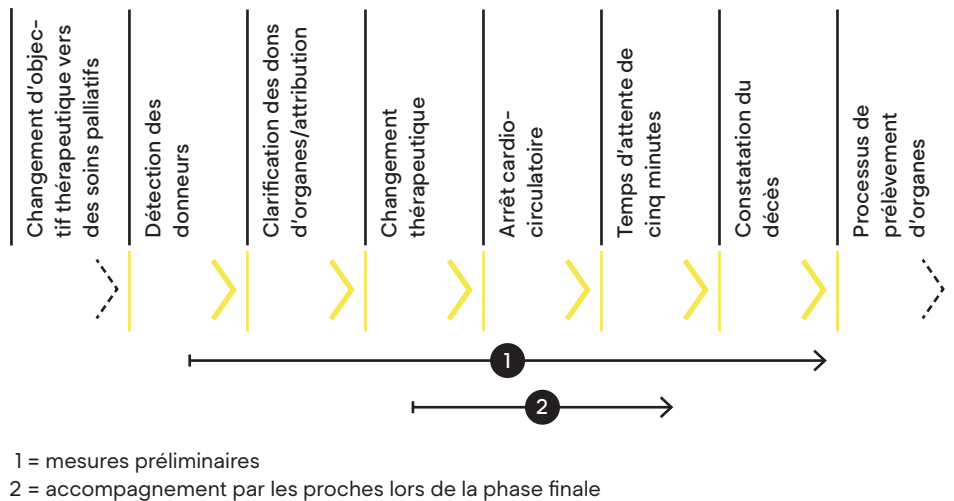 Changement d’objec-
tif thérapeutique vers
des soins palliatifs
Détection des
donneurs
Clarification des dons
d’organes/attribution
Changement
thérapeutique
Arrêt cardio-
circulatoire
Temps d’attente de
cinq minutes
Constatation du
décès
Processus de
prélèvement
d’organes
1
2
1 = mesures préliminaires
2 = accompagnement par les proches lors de la phase finale